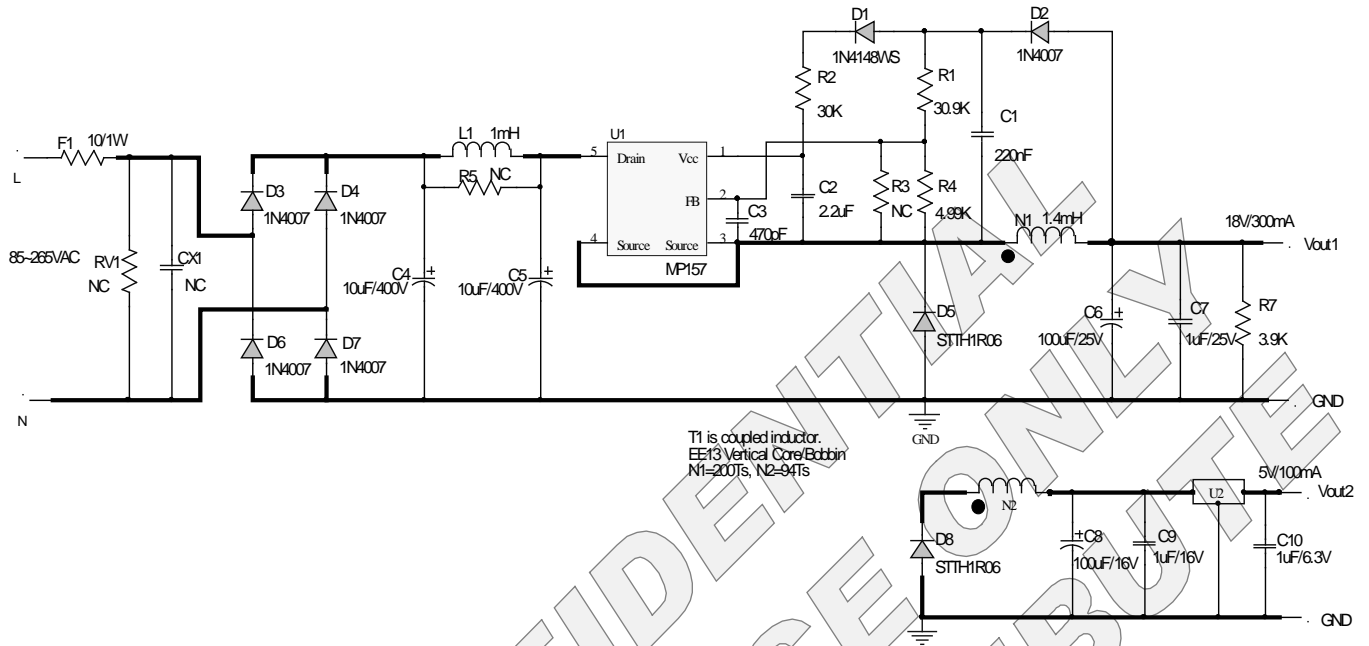 D1
1N4148WS
D2
1N4007
R2
30K
R1
30.9K
C1
220nF
F1 10/1W
L
L1 1mH
R5 NC
U1
5 Drain Vcc 1
FB 2
4 Source Source 3
MP157
C3
470pF
C2
2.2uF
R3
NC
R4
4.99K
N1 1.4mH
18V/300mA
Vout1
D3
1N4007
D4
1N4007
85~265VAC
RV1
NC
CX1
NC
C4
10uF/400V
C5
10uF/400V
D5
STTH1R06
C6
100uF/25V
C7
1uF/25V
R7
3.9K
D6
1N4007
D7
1N4007
N
GND
GND
T1 is coupled inductor.
EE13 Vertical Core/Bobbin
N1=200Ts, N2=94Ts
5V/100mA
N2
U2
Vout2
D8
STTH1R06
C8
100uF/16V
C9
1uF/16V
C10
1uF/6.3V
GND